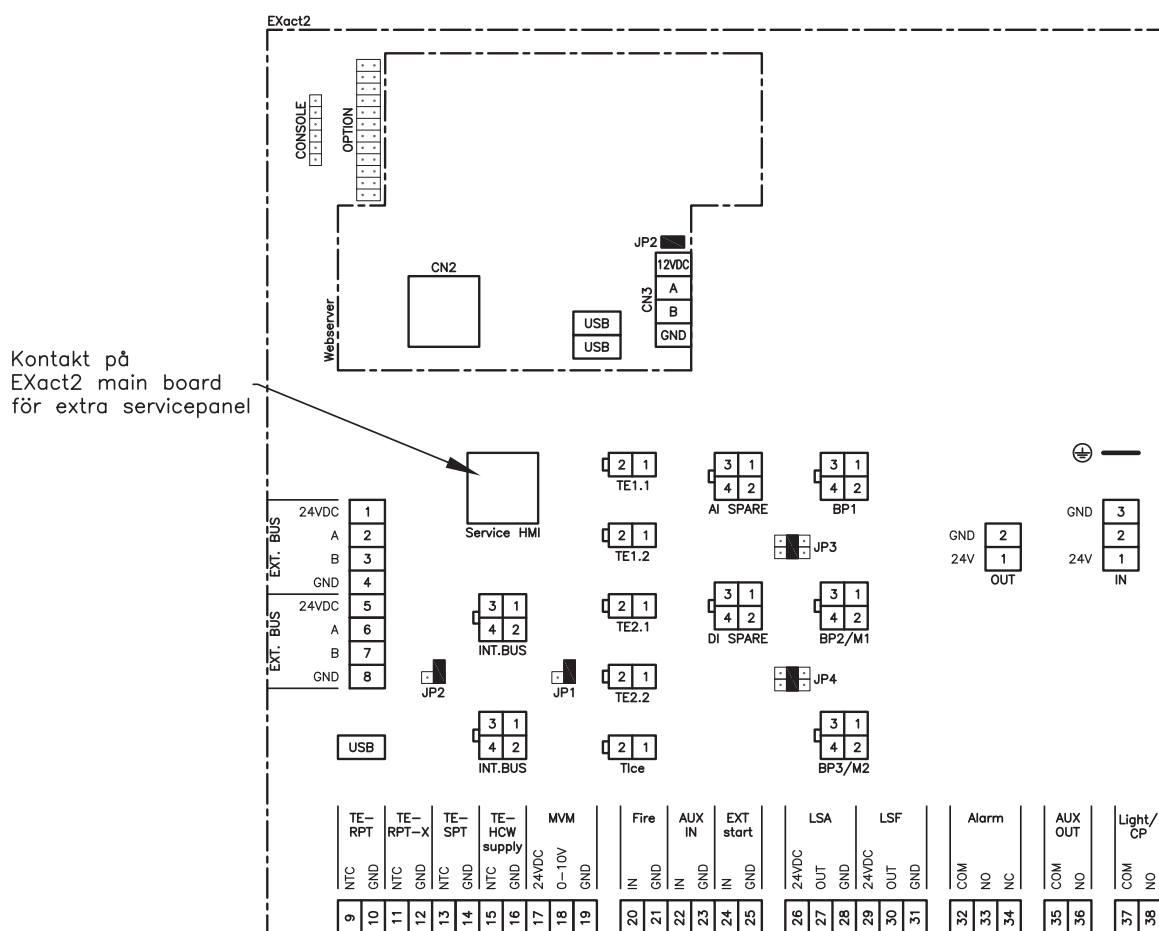 EXact2
CONSOLE
OPTION
Webserver
CN2
USB
USB
JP2
CN3
12VDC
A
B
GND
Kontakt på
EXact2 main board
för extra servicepanel
Service HMI
EXT. BUS
24VDC 1
A 2
B 3
GND 4
EXT. BUS
24VDC 5
A 6
B 7
GND 8
USB
3 1
4 2
INT.BUS
JP2
JP1
3 1
4 2
INT.BUS
2 1
TE1.1
2 1
TE1.2
2 1
TE2.1
2 1
TE2.2
2 1
TIce
3 1
4 2
AI SPARE
3 1
4 2
DI SPARE
3 1
4 2
BP1
JP3
3 1
4 2
BP2/M1
JP4
3 1
4 2
BP3/M2
GND 2
24V 1
OUT
GND 3
2
24V 1
IN
TE-
RPT
NTC GND
9 10
TE-
RPT-X
NTC GND
11 12
TE-
SPT
NTC GND
13 14
TE-
HCW
supply
NTC GND
15 16
MVM
24VDC 0-10V GND
17 18 19
Fire
IN GND
20 21
AUX
IN
IN GND
22 23
EXT
start
IN GND
24 25
LSA
24VDC OUT GND
26 27 28
LSF
24VDC OUT GND
29 30 31
Alarm
COM NO NC
32 33 34
AUX
OUT
COM NO
35 36
Light/
CP
COM NO
37 38